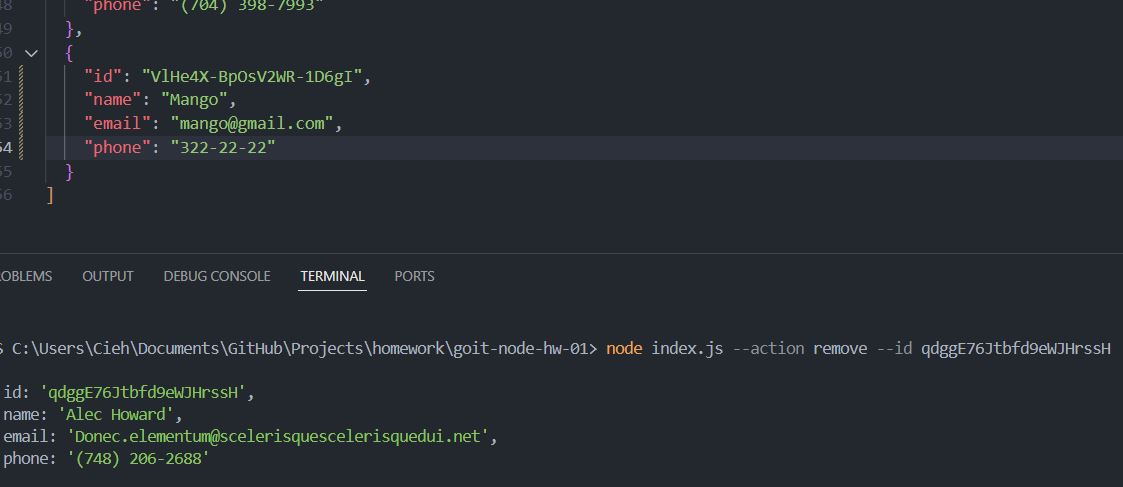 48 "phone": "(704) 398-7993"
49 },
50 {
51 "id": "VlHe4X-BpOsV2WR-1D6gI",
52 "name": "Mango",
53 "email": "mango@gmail.com",
54 "phone": "322-22-22"
55 }
56 ]
ROBLEMS OUTPUT DEBUG CONSOLE TERMINAL PORTS
S C:\Users\Cieh\Documents\GitHub\Projects\homework\goit-node-hw-01> node index.js --action remove --id qdggE76Jtbfd9eWJHrssH
id: 'qdggE76Jtbfd9eWJHrssH',
name: 'Alec Howard',
email: 'Donec.elementum@scelerisquescelerisquedui.net',
phone: '(748) 206-2688'